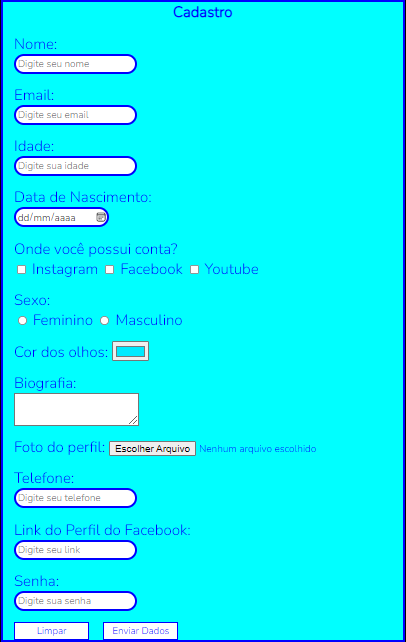 Cadastro
Nome:
Digite seu nome
Email:
Digite seu email
Idade:
Digite sua idade
Data de Nascimento:
dd/mm/aaaa
Onde você possui conta?
Instagram Facebook Youtube
Sexo:
Feminino Masculino
Cor dos olhos:
Biografia:
Foto do perfil: Escolher Arquivo Nenhum arquivo escolhido
Telefone:
Digite seu telefone
Link do Perfil do Facebook:
Digite seu link
Senha:
Digite sua senha
Limpar Enviar Dados